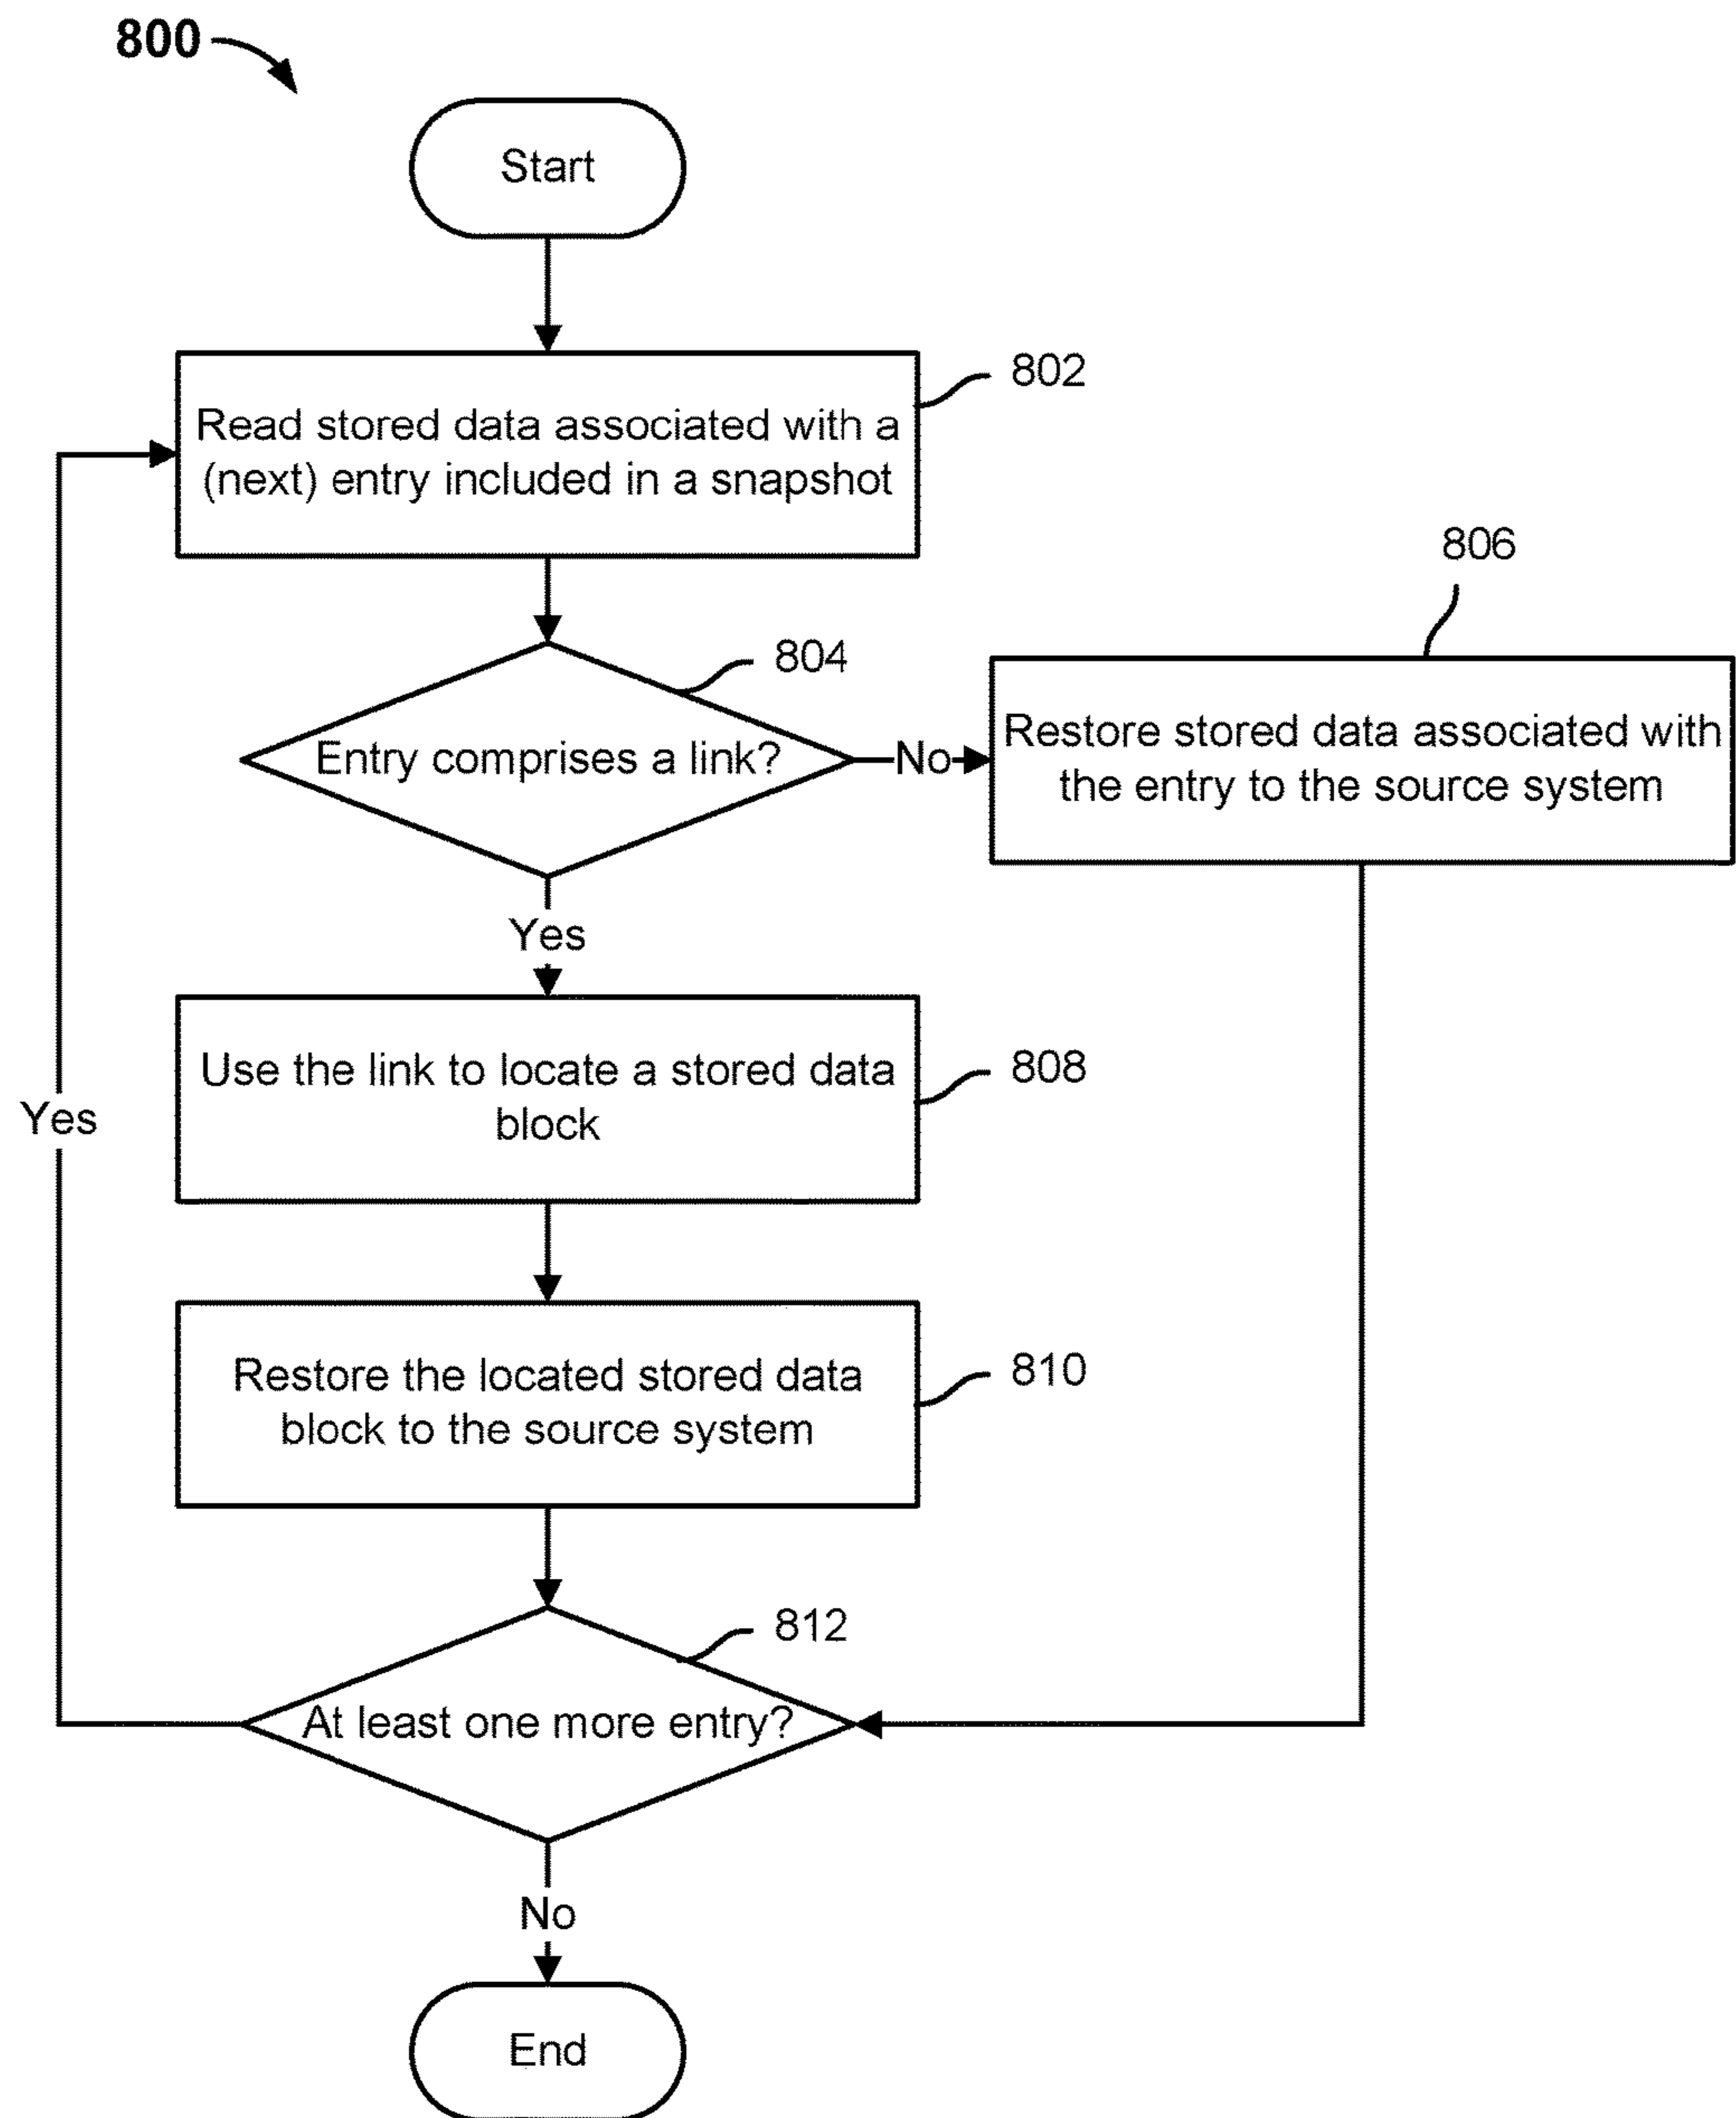 800
Start
802
Read stored data associated with a
(next) entry included in a snapshot
806
804
Entry comprises a link?
No
Restore stored data associated with
the entry to the source system
Yes
Use the link to locate a stored data
block
808
Yes
Restore the located stored data
block to the source system
810
812
At least one more entry?
No
End